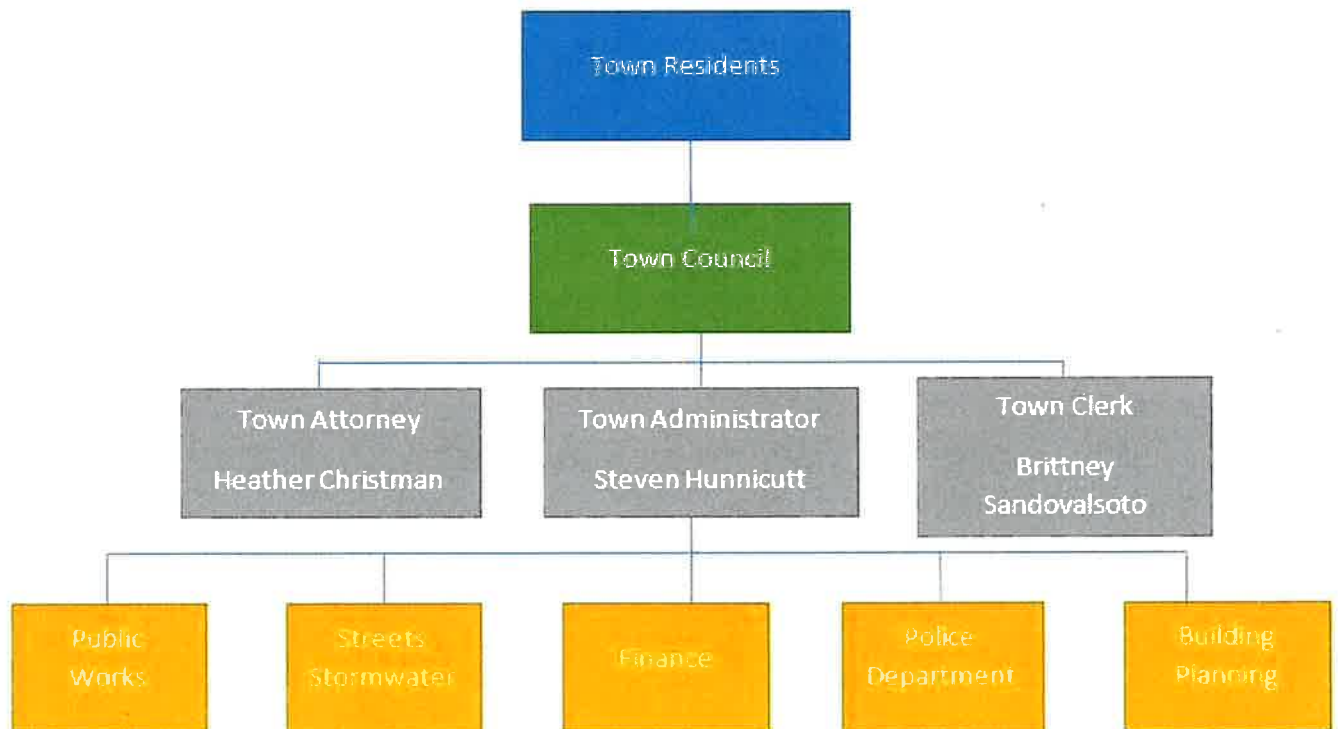 Town Residents
Town Council
Town Attorney
Heather Christman
Town Administrator
Steven Hunnicutt
Town Clerk
Brittney
Sandovalsoto
Public
Works
Streets
Stormwater
Finance
Police
Department
Building
Planning